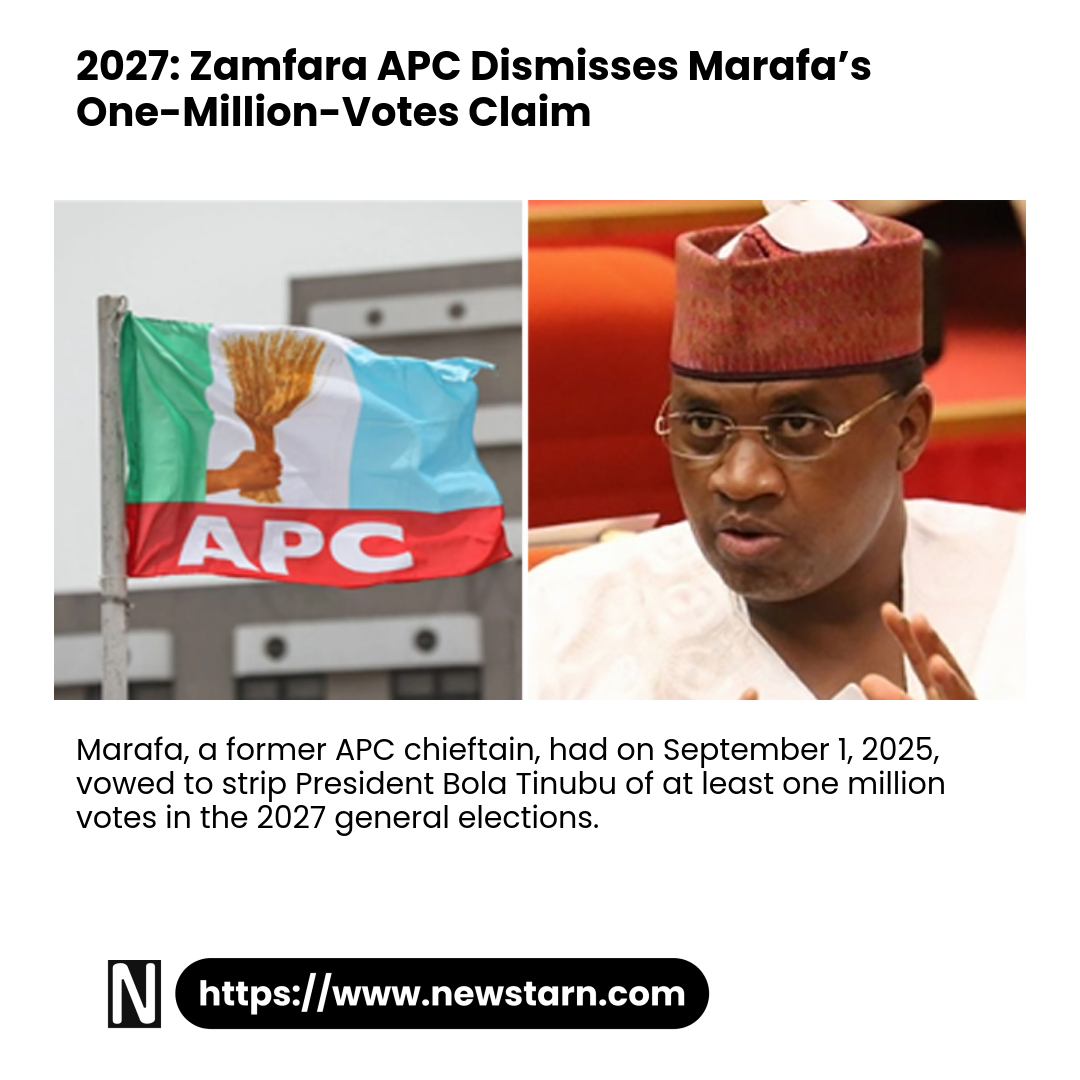 2027: Zamfara APC Dismisses Marafa’s
One-Million-Votes Claim
APC
Marafa, a former APC chieftain, had on September 1, 2025,
vowed to strip President Bola Tinubu of at least one million
votes in the 2027 general elections.
N
https://www.newstarn.com